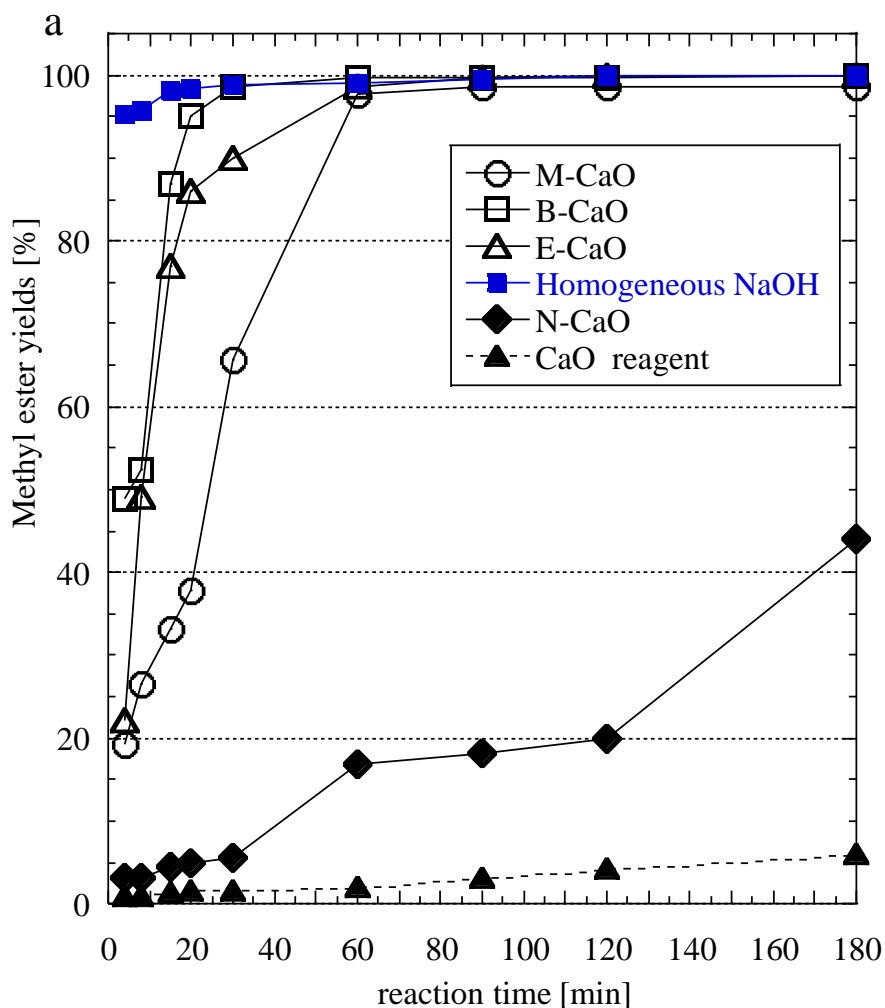 a
Methyl ester yields [%]
100
80
60
40
20
0
M-CaO
B-CaO
E-CaO
Homogeneous NaOH
N-CaO
CaO reagent
0 20 40 60 80 100 120 140 160 180
reaction time [min]